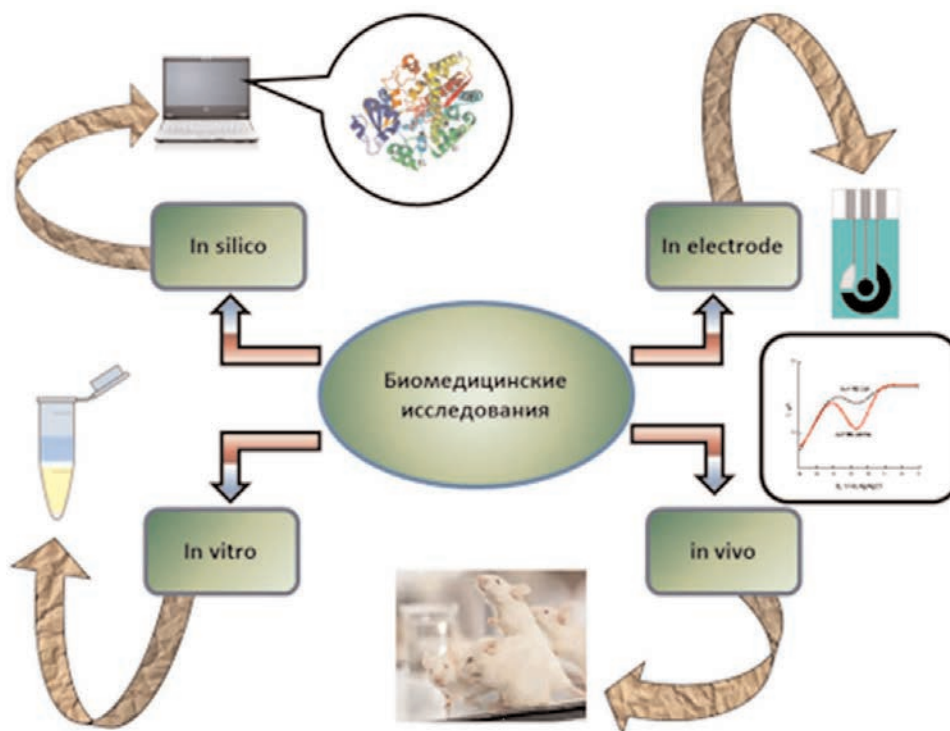 In silico
In electrode
Биомедицинские
исследования
In vitro
in vivo